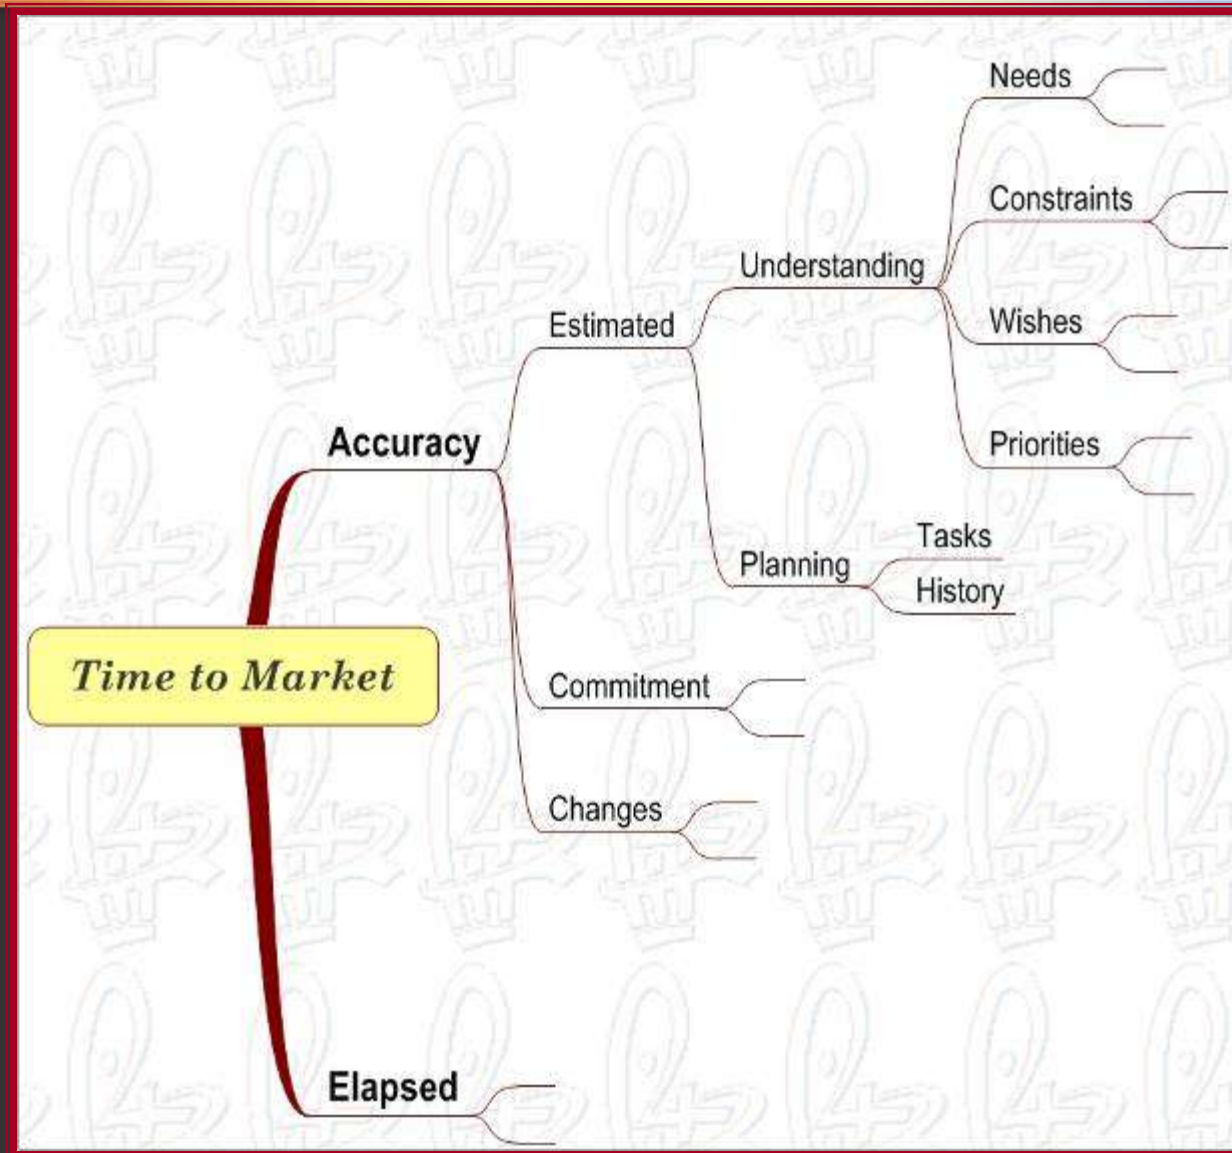 Needs
Constraints
Understanding
Wishes
Estimated
Priorities
Accuracy
Tasks
Planning
History
Time to Market
Commitment
Changes
Elapsed